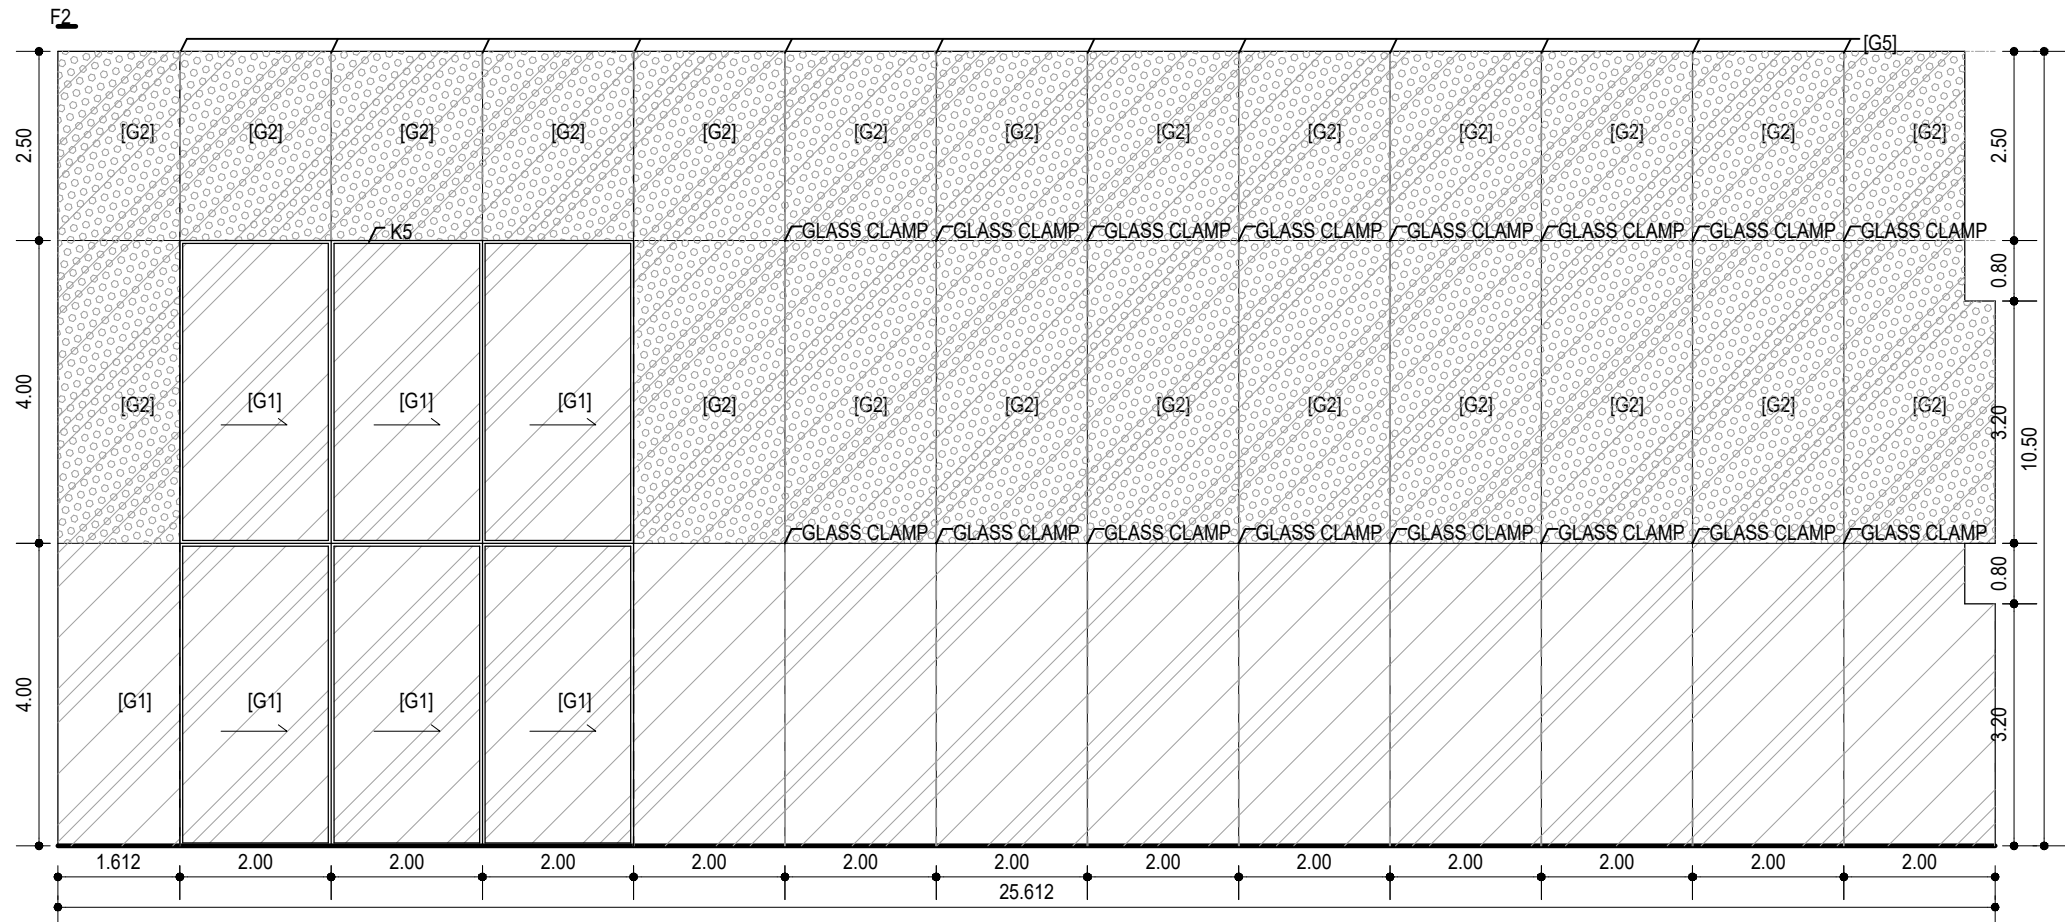 F2
[G5]
[G2] [G2] [G2] [G2] [G2] [G2] [G2] [G2] [G2] [G2] [G2] [G2] [G2]
2.50
2.50
K5
GLASS CLAMP GLASS CLAMP GLASS CLAMP GLASS CLAMP GLASS CLAMP GLASS CLAMP GLASS CLAMP GLASS CLAMP
0.80
4.00
[G2] [G1] [G1] [G1] [G2] [G2] [G2] [G2] [G2] [G2] [G2] [G2] [G2]
3.20
10.50
GLASS CLAMP GLASS CLAMP GLASS CLAMP GLASS CLAMP GLASS CLAMP GLASS CLAMP GLASS CLAMP GLASS CLAMP
0.80
4.00
[G1] [G1] [G1] [G1]
3.20
1.612 2.00 2.00 2.00 2.00 2.00 2.00 2.00 2.00 2.00 2.00 2.00 2.00
25.612